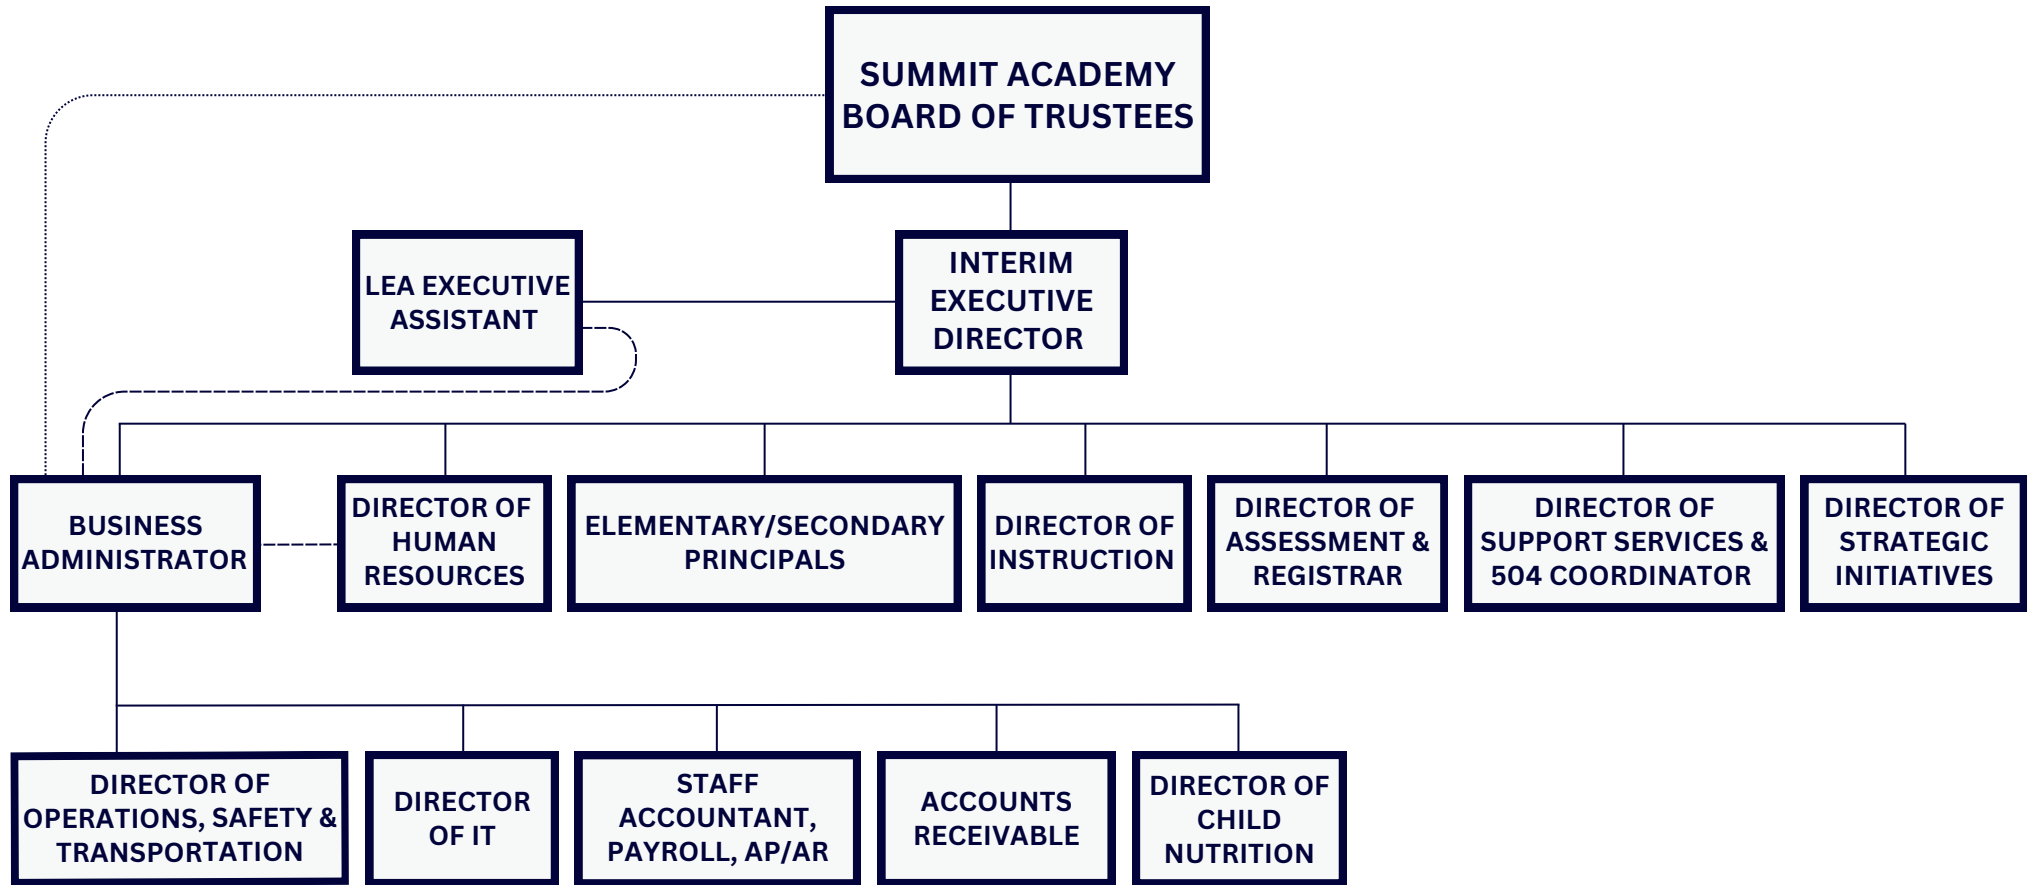 SUMMIT ACADEMY
BOARD OF TRUSTEES
LEA EXECUTIVE
ASSISTANT
INTERIM
EXECUTIVE
DIRECTOR
BUSINESS
ADMINISTRATOR
DIRECTOR OF
HUMAN
RESOURCES
ELEMENTARY/SECONDARY
PRINCIPALS
DIRECTOR OF
INSTRUCTION
DIRECTOR OF
ASSESSMENT &
REGISTRAR
DIRECTOR OF
SUPPORT SERVICES &
504 COORDINATOR
DIRECTOR OF
STRATEGIC
INITIATIVES
DIRECTOR OF
OPERATIONS, SAFETY &
TRANSPORTATION
DIRECTOR
OF IT
STAFF
ACCOUNTANT,
PAYROLL, AP/AR
ACCOUNTS
RECEIVABLE
DIRECTOR OF
CHILD
NUTRITION